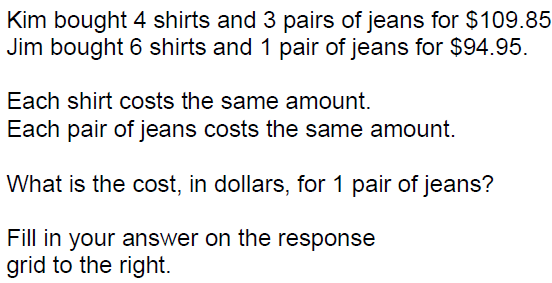 Kim bought 4 shirts and 3 pairs of jeans for $109.85
Jim bought 6 shirts and 1 pair of jeans for $94.95.
Each shirt costs the same amount.
Each pair of jeans costs the same amount.
What is the cost, in dollars, for 1 pair of jeans?
Fill in your answer on the response
grid to the right.